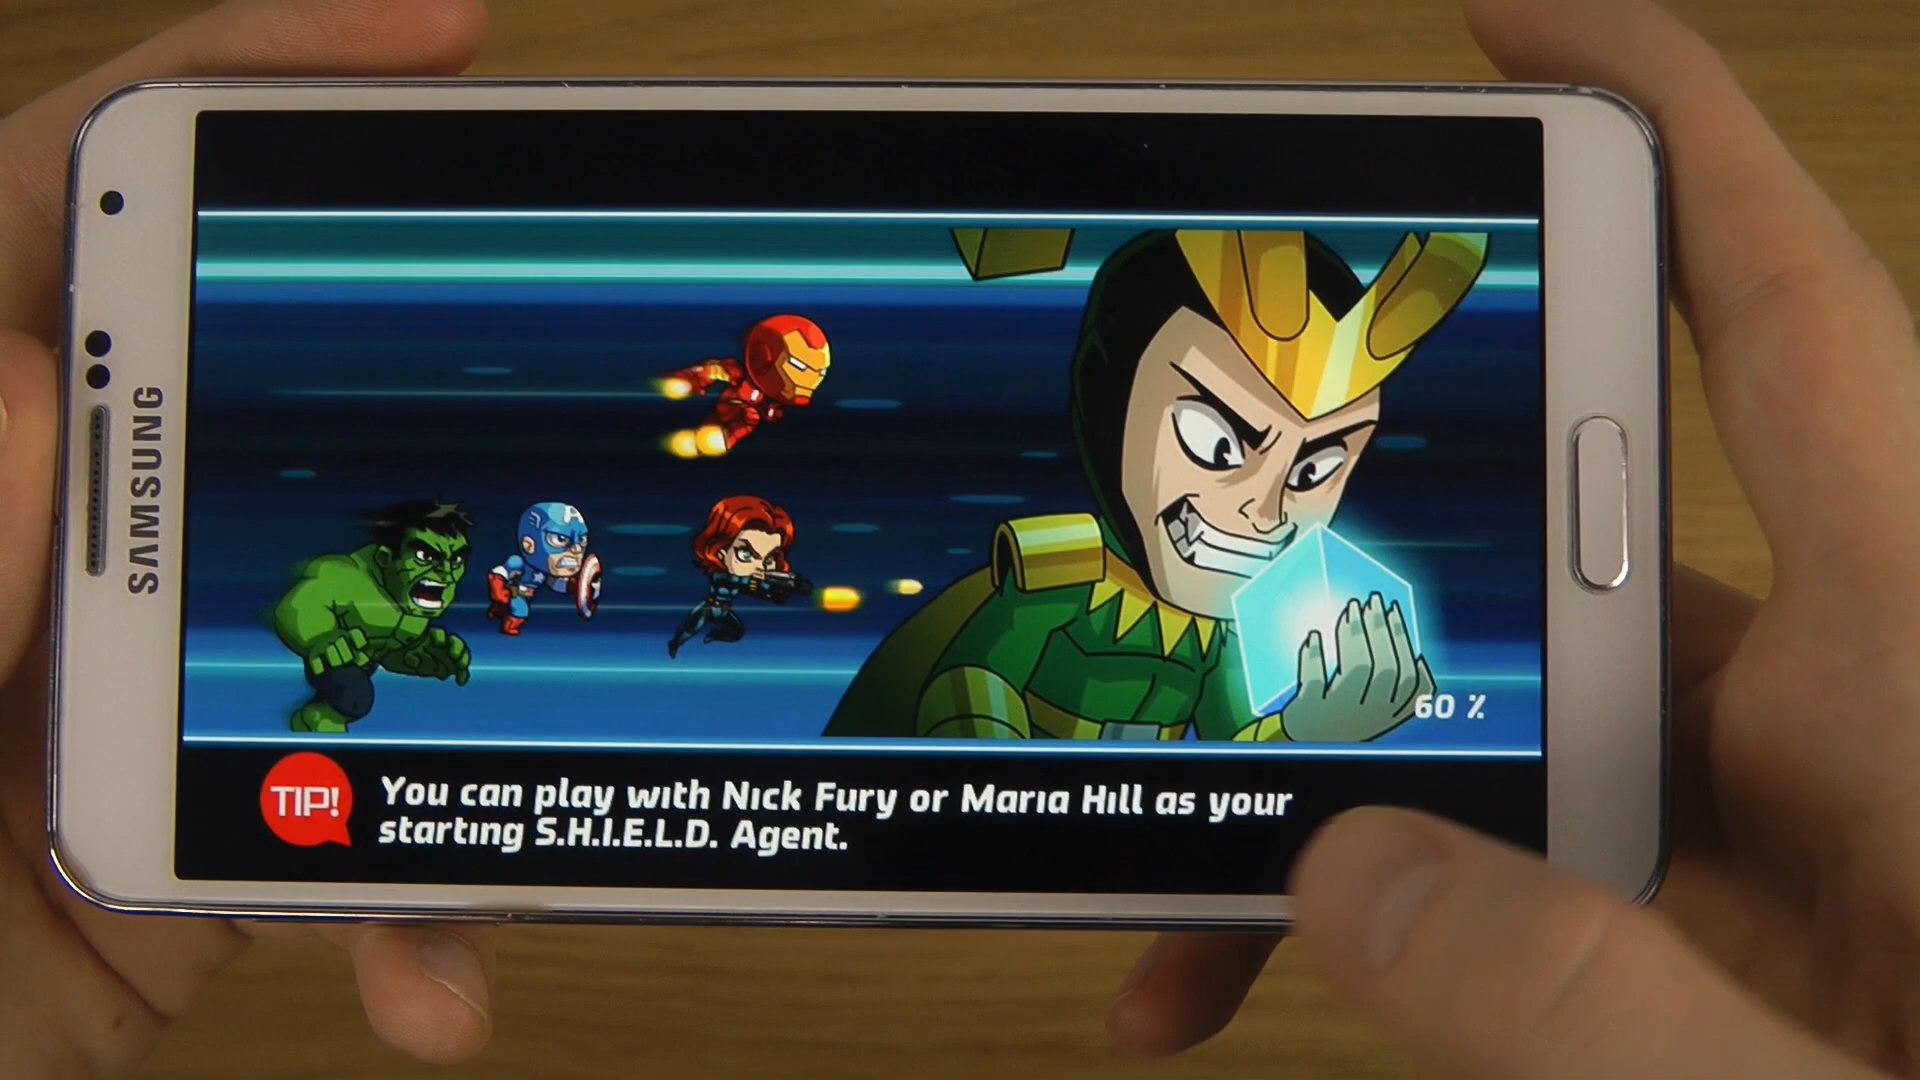 SAMSUNG
A
60 %
TIP!
You can play with Nick Fury or Maria Hill as your
starting S.H.I.E.L.D. Agent.